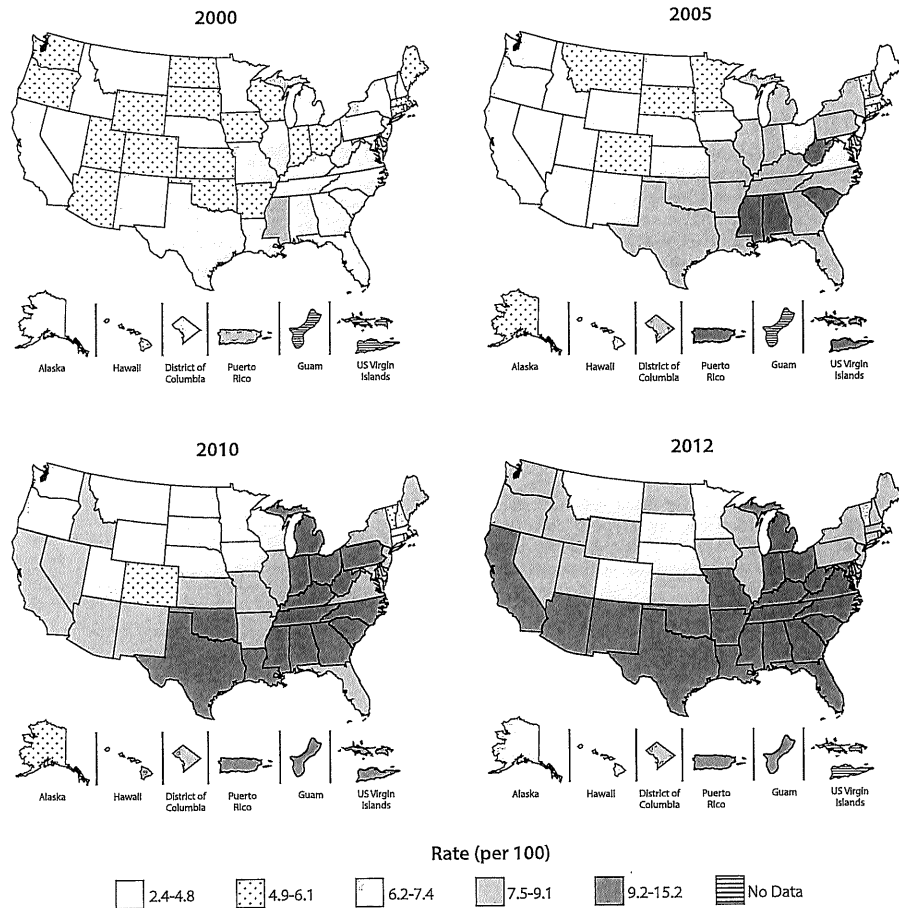 2000
2005
Alaska
Hawaii
District of
Columbia
Puerto
Rico
Guam
US Virgin
Islands
Alaska
Hawaii
District of
Columbia
Puerto
Rico
Guam
US Virgin
Islands
2010
2012
Alaska
Hawaii
District of
Columbia
Puerto
Rico
Guam
US Virgin
Islands
Alaska
Hawaii
District of
Columbia
Puerto
Rico
Guam
US Virgin
Islands
Rate (per 100)
2.4-4.8 4.9-6.1 6.2-7.4 7.5-9.1 9.2-15.2 No Data